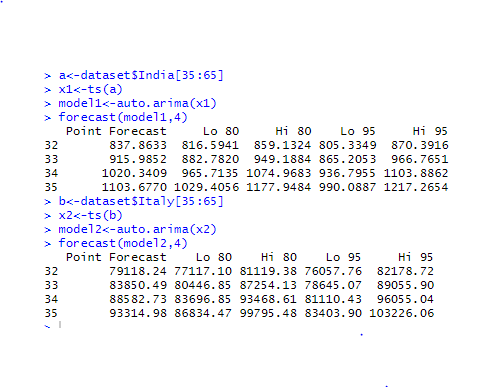 > a<-dataset$India[35:65]
> x1<-ts(a)
> model1<-auto.arima(x1)
> forecast(model1,4)
   Point Forecast     Lo 80     Hi 80    Lo 95     Hi 95
32       837.8633  816.5941  859.1324 805.3349  870.3916
33       915.9852  882.7820  949.1884 865.2053  966.7651
34      1020.3409  965.7135 1074.9683 936.7955 1103.8862
35      1103.6770 1029.4056 1177.9484 990.0887 1217.2654
> b<-dataset$Italy[35:65]
> x2<-ts(b)
> model2<-auto.arima(x2)
> forecast(model2,4)
   Point Forecast    Lo 80    Hi 80    Lo 95     Hi 95
32       79118.24 77117.10 81119.38 76057.76  82178.72
33       83850.49 80446.85 87254.13 78645.07  89055.90
34       88582.73 83696.85 93468.61 81110.43  96055.04
35       93314.98 86834.47 99795.48 83403.90 103226.06
>